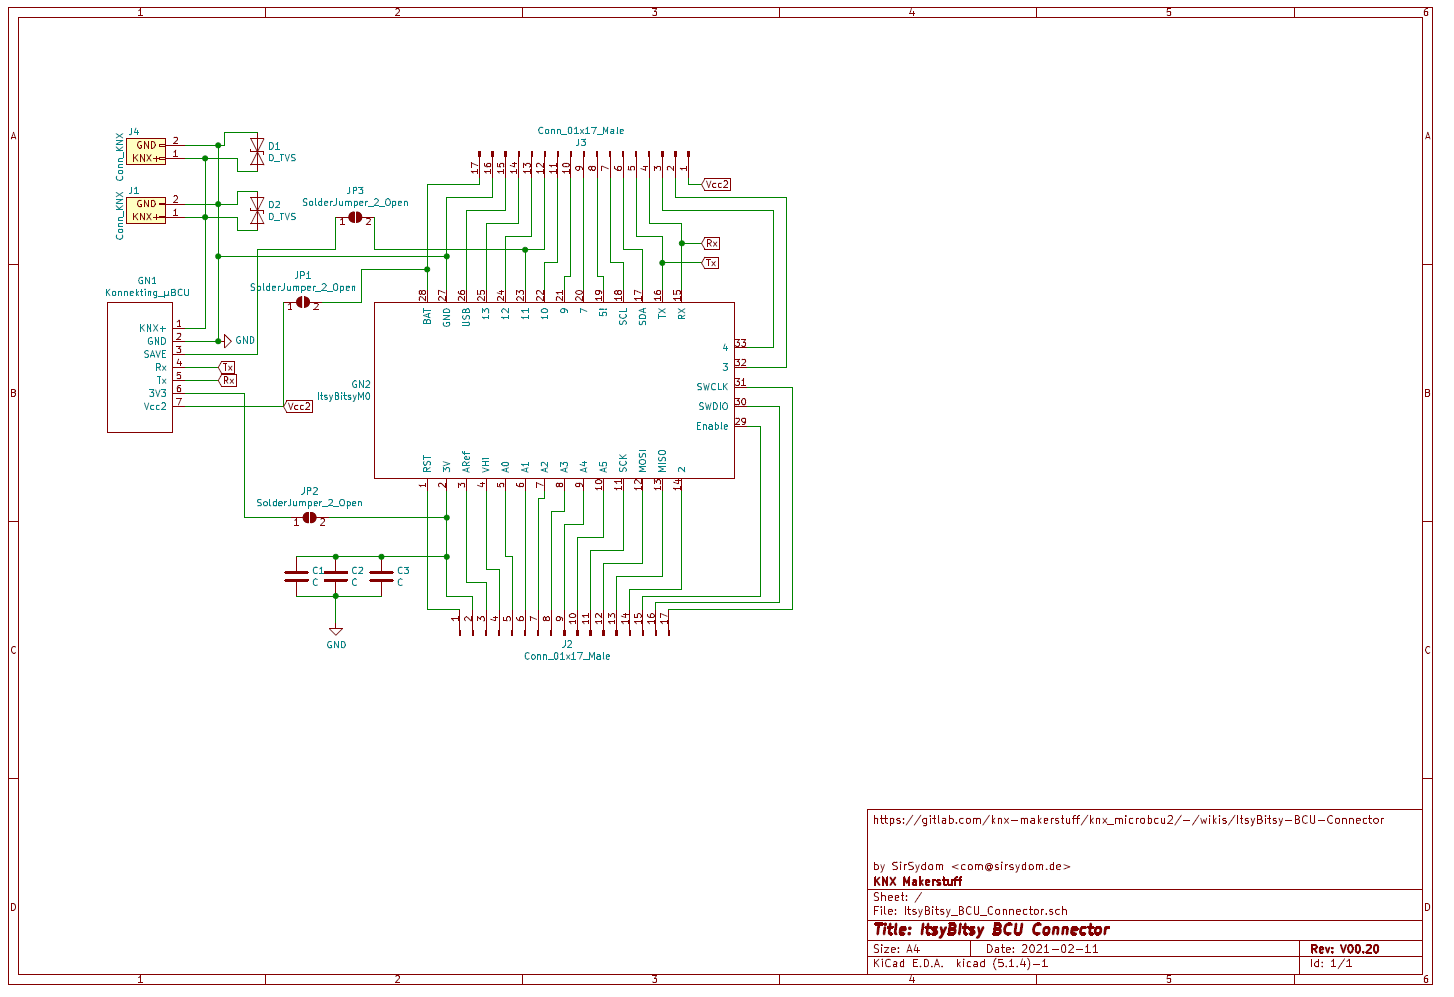 1 2 3 4 5 6
A A
Conn_01x17_Male
J3
J4
Conn_KNX
GND 2
KNX+ 1
D1
D_TVS
17 16 15 14 13 12 11 10 9 8 7 6 5 4 3 2 1
Vcc2
J1
Conn_KNX
GND 2
KNX+ 1
D2
D_TVS
JP3
SolderJumper_2_Open
1 2
Rx
Tx
GN1
Konnekting_µBCU
JP1
SolderJumper_2_Open
1 2
28 27 26 25 24 23 22 21 20 19 18 17 16 15
BAT GND USB 13 12 11 10 9 7 5! SCL SDA TX RX
KNX+ 1
GND 2
GND
SAVE 3
Rx 4
Tx
Tx 5
Rx
3V3 6
Vcc2 7
Vcc2
4 33
3 32
SWCLK 31
SWDIO 30
Enable 29
GN2
ItsyBitsyM0
B B
RST 3V ARef VHI A0 A1 A2 A3 A4 A5 SCK MOSI MISO 2
1 2 3 4 5 6 7 8 9 10 11 12 13 14
JP2
SolderJumper_2_Open
1 2
C1 C2 C3
C C C
GND
1 2 3 4 5 6 7 8 9 10 11 12 13 14 15 16 17
J2
Conn_01x17_Male
C C
https://gitlab.com/knx-makerstuff/knx_microbcu2/-/wikis/ItsyBitsy-BCU-Connector
by SirSydom <com@sirsydom.de>
KNX Makerstuff
Sheet: /
File: ItsyBitsy_BCU_Connector.sch
Title: ItsyBItsy BCU Connector
Size: A4 Date: 2021-02-11 Rev: V00.20
KiCad E.D.A. kicad (5.1.4)-1 Id: 1/1
D D
1 2 3 4 5 6